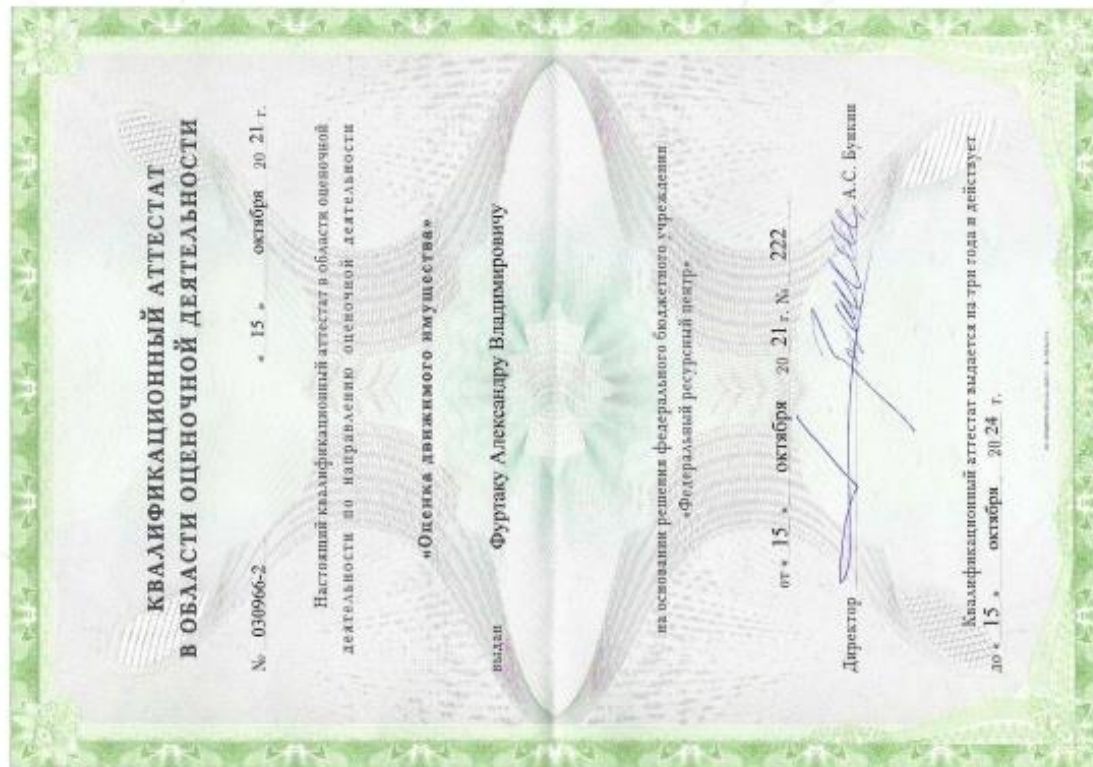 КВАЛИФИКАЦИОННЫЙ АТТЕСТАТ
В ОБЛАСТИ ОЦЕНОЧНОЙ ДЕЯТЕЛЬНОСТИ
№ 030966-2 « 15 » октября 20 21 г.
Настоящий квалификационный аттестат в области оценочной
деятельности по направлению оценочной деятельности
«Оценка движимого имущества»
выдан Фуртаку Александру Владимировичу
на основании решения федерального бюджетного учреждения
«Федеральный ресурсный центр»
от « 15 » октября 20 21 г. № 222
Директор А.С. Бункин
Квалификационный аттестат выдается на три года и действует
до « 15 » октября 20 24 г.